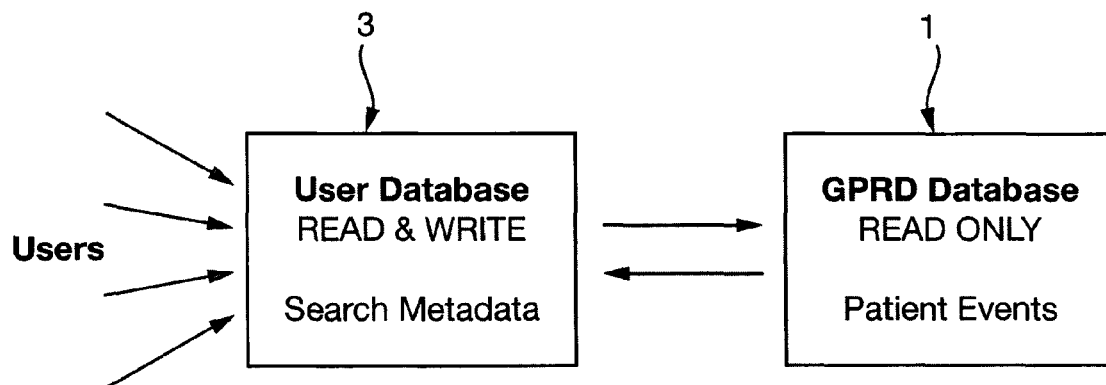 3
1
Users
User Database
READ & WRITE
Search Metadata
GPRD Database
READ ONLY
Patient Events